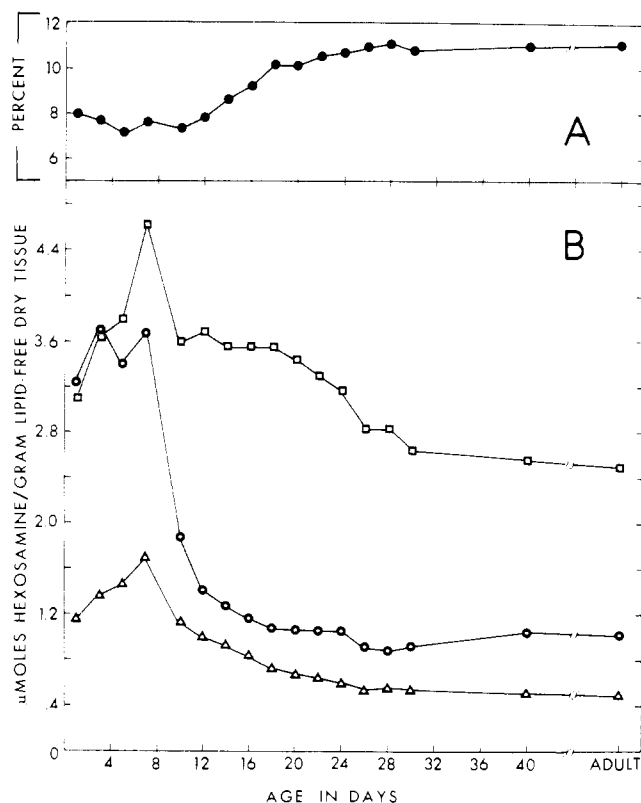 12
10
8
6
PERCENT
A
4.4
3.6
2.8
2.0
1.2
.4
0
uMOLES HEXOSAMINE/GRAM LIPID-FREE DRY TISSUE
B
4 8 12 16 20 24 28 32 36 40 ADULT
AGE IN DAYS